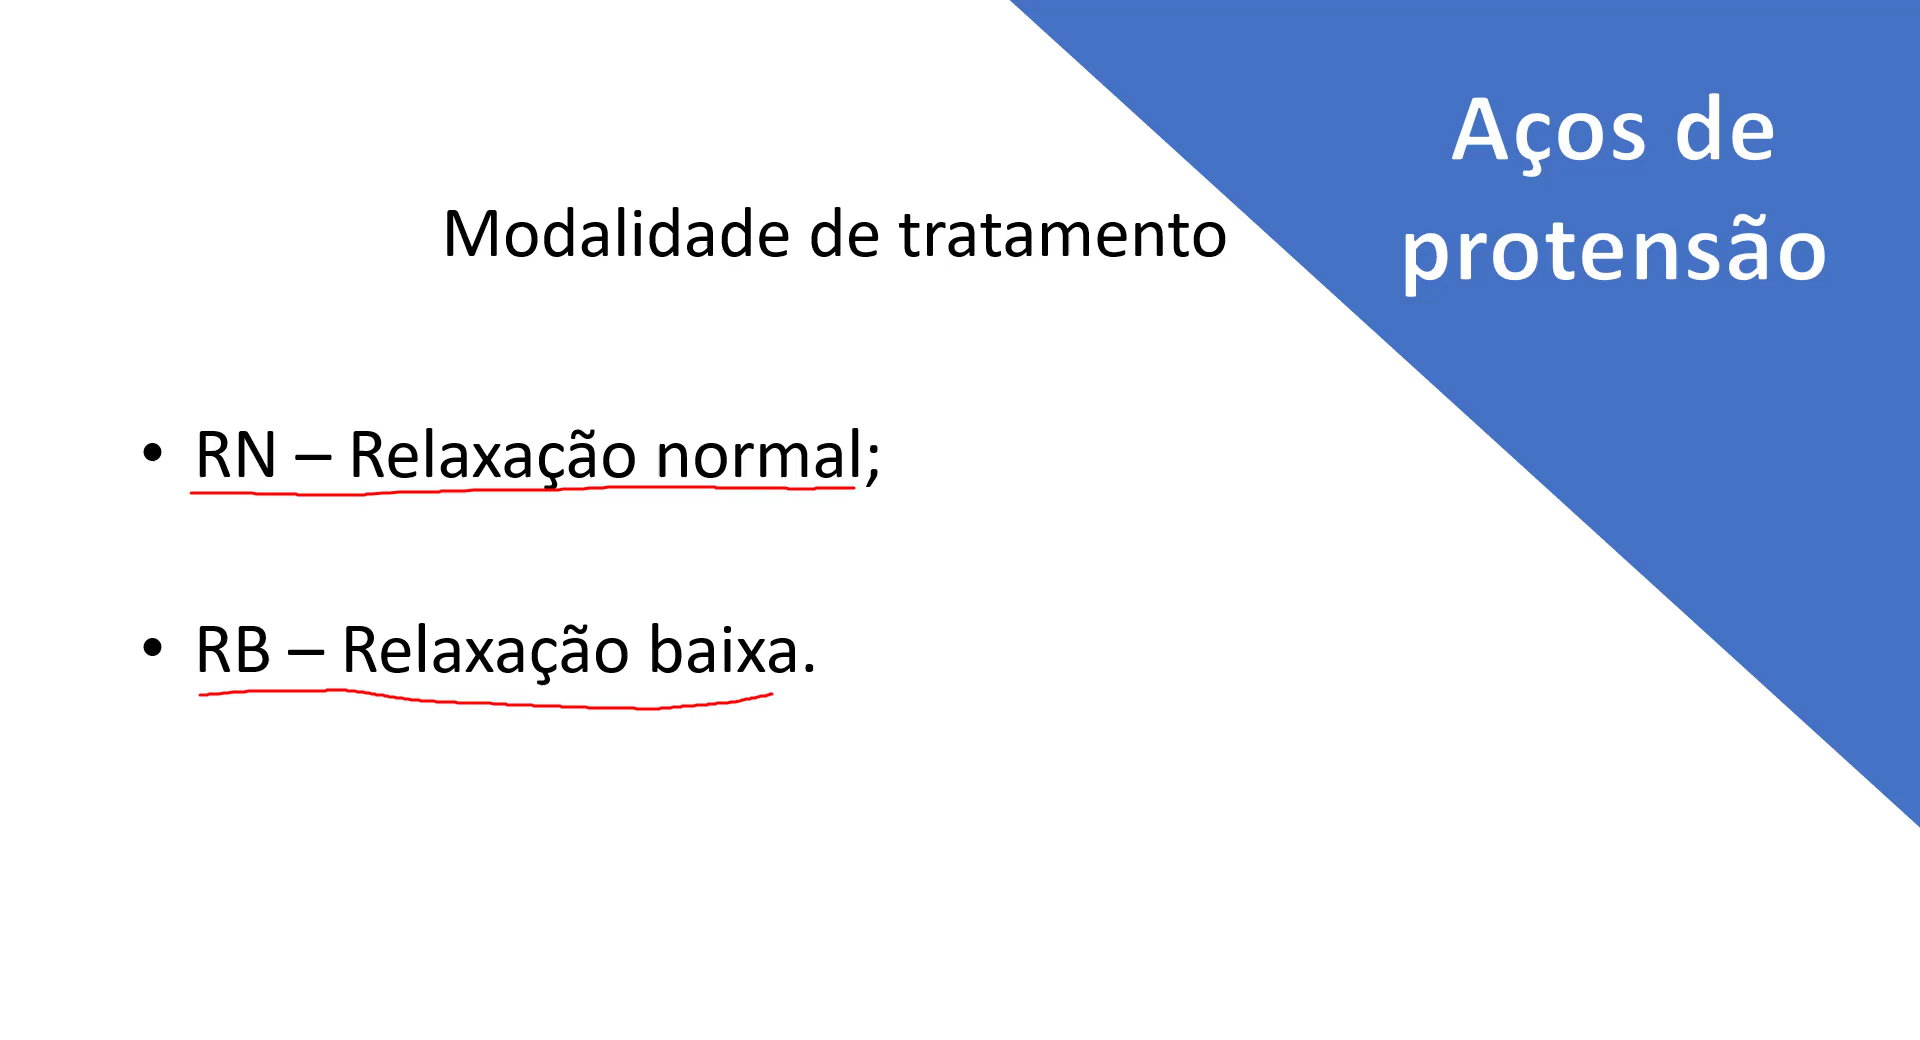 Aços de
protensão
Modalidade de tratamento
• RN – Relaxação normal;
• RB – Relaxação baixa.